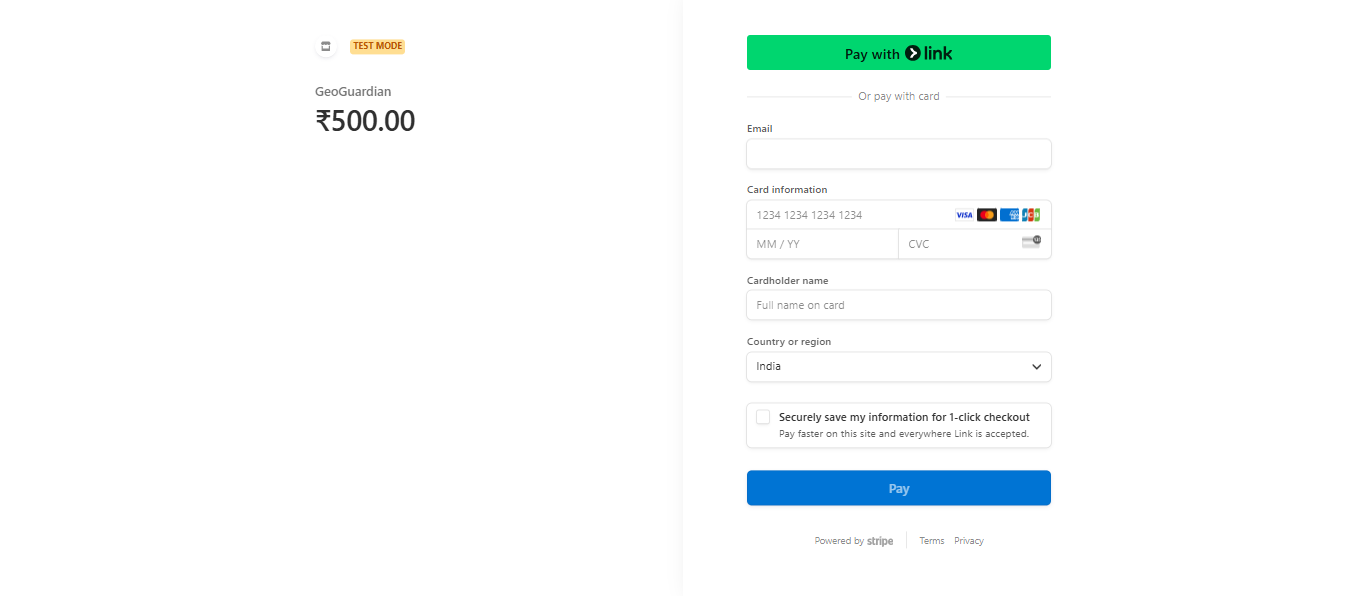 TEST MODE
GeoGuardian
₹500.00
Pay with link
Or pay with card
Email
Card information
1234 1234 1234 1234 VISA
MM / YY CVC
Cardholder name
Full name on card
Country or region
India
Securely save my information for 1-click checkout
Pay faster on this site and everywhere Link is accepted.
Pay
Powered by stripe Terms Privacy